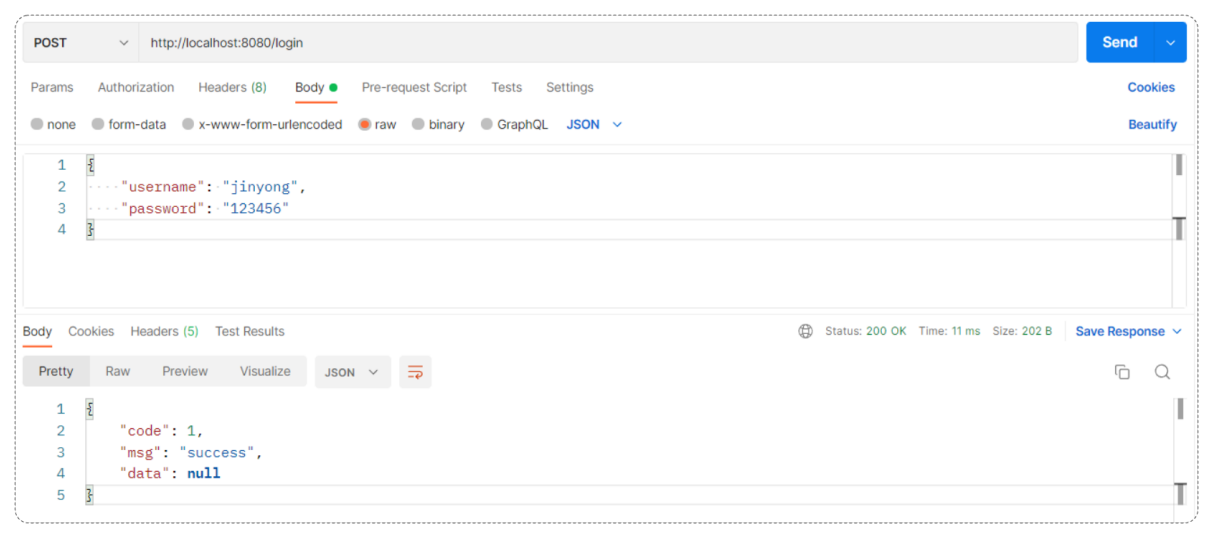 POST http://localhost:8080/login Send
Params Authorization Headers (8) Body Pre-request Script Tests Settings Cookies
none form-data x-www-form-urlencoded raw binary GraphQL JSON Beautify
1 {
2 "username": "jinyong",
3 "password": "123456"
4 }
Body Cookies Headers (5) Test Results Status: 200 OK Time: 11 ms Size: 202 B Save Response
Pretty Raw Preview Visualize JSON
1 {
2 "code": 1,
3 "msg": "success",
4 "data": null
5 }